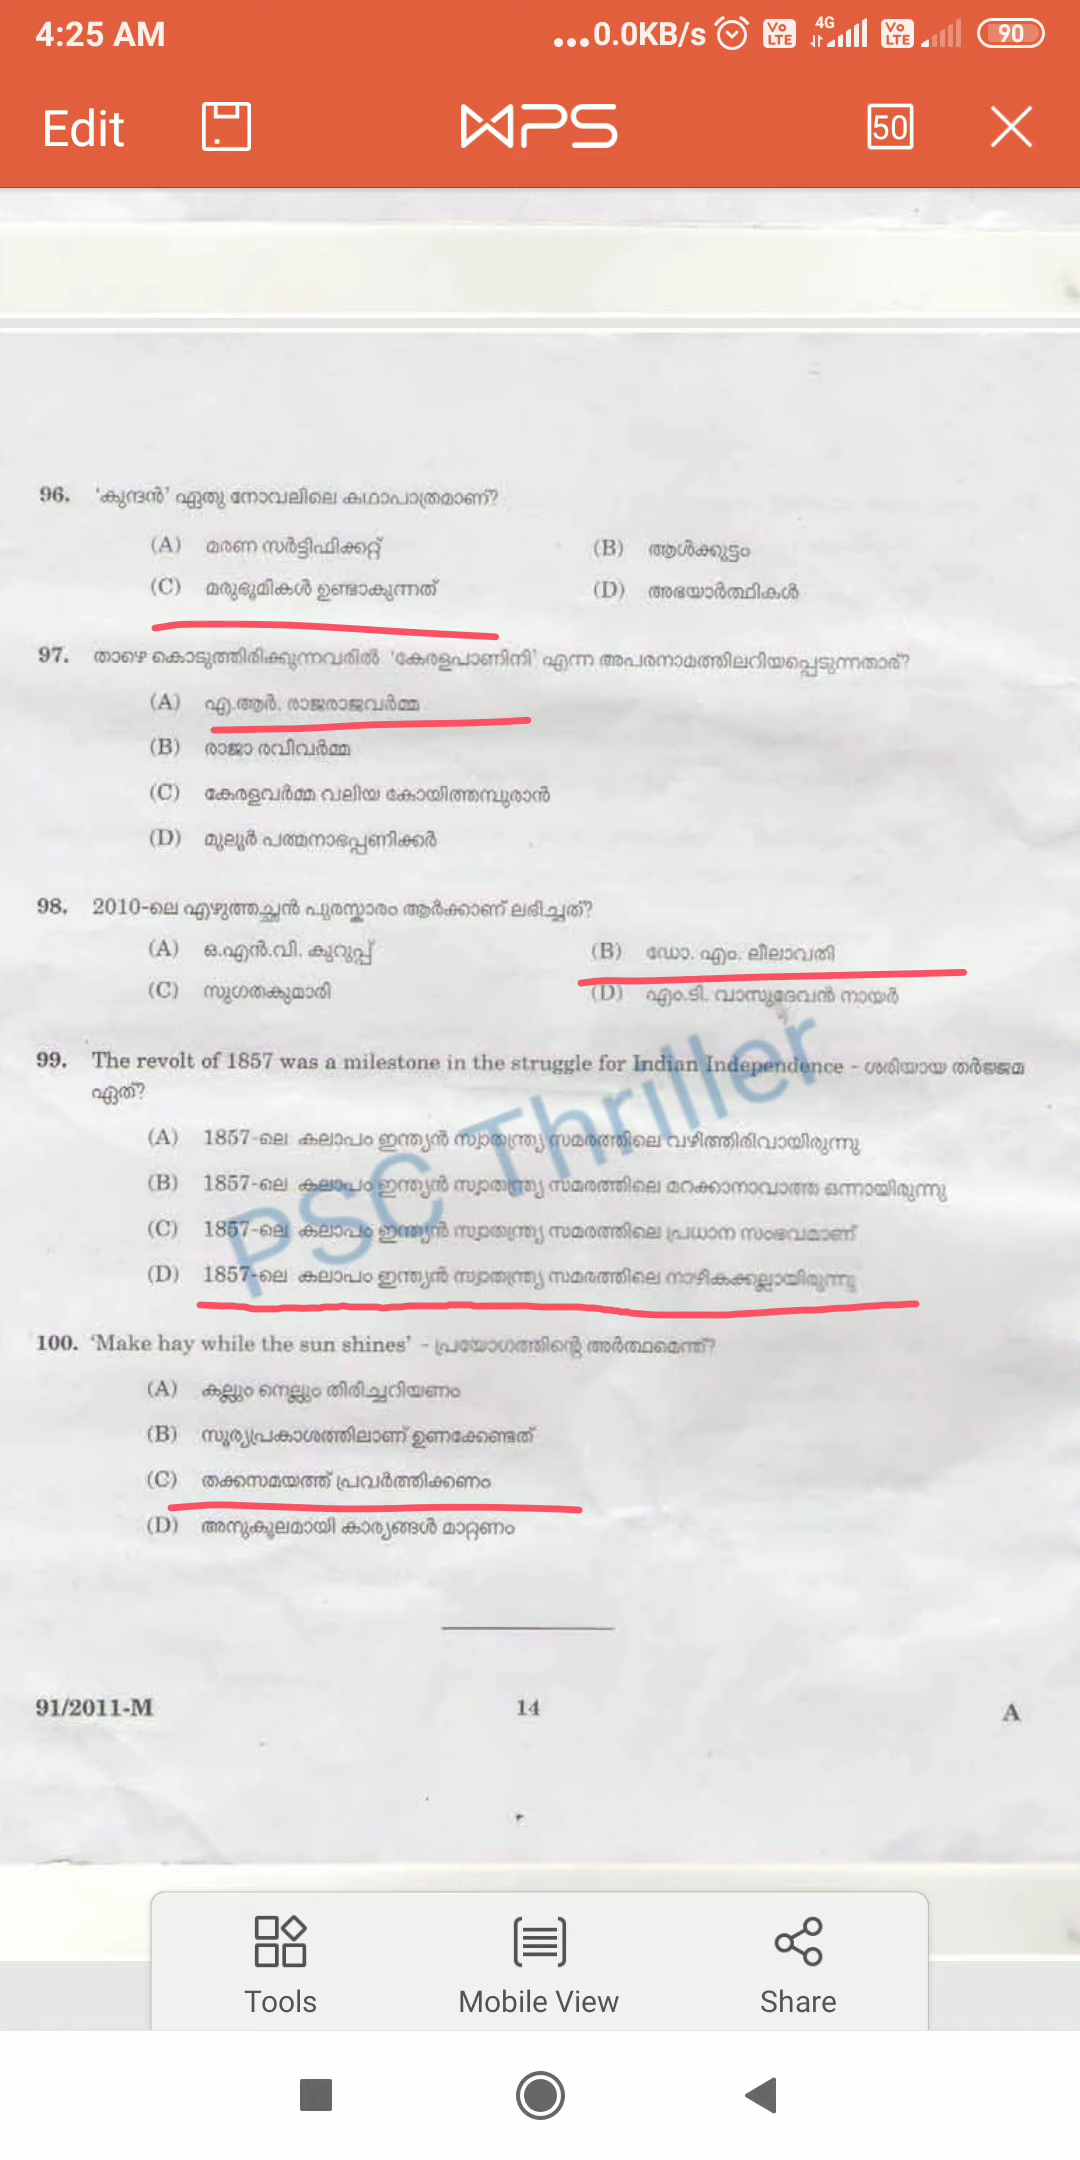 4:25 AM
...0.0KB/s 4G 90
Edit WPS 50
96. 'കുന്ദൻ' ഏതു നോവലിലെ കഥാപാത്രമാണ്?
(A) മരണ സർട്ടിഫിക്കറ്റ് (B) ആൾക്കൂട്ടം
(C) മരുഭൂമികൾ ഉണ്ടാകുന്നത് (D) അഭയാർത്ഥികൾ
97. താഴെ കൊടുത്തിരിക്കുന്നവരിൽ 'കേരളപാണിനി' എന്ന അപരനാമത്തിലറിയപ്പെടുന്നതാര്?
(A) എ.ആർ. രാജരാജവർമ്മ
(B) രാജാ രവിവർമ്മ
(C) കേരളവർമ്മ വലിയ കോയിത്തമ്പുരാൻ
(D) മൂലൂർ പത്മനാഭപ്പണിക്കർ
98. 2010-ലെ എഴുത്തച്ഛൻ പുരസ്കാരം ആർക്കാണ് ലഭിച്ചത്?
(A) ഒ.എൻ.വി. കുറുപ്പ് (B) ഡോ. എം. ലീലാവതി
(C) സുഗതകുമാരി (D) എം.ടി. വാസുദേവൻ നായർ
99. The revolt of 1857 was a milestone in the struggle for Indian Independence - ശരിയായ തർജ്ജമ
ഏത്?
(A) 1857-ലെ കലാപം ഇന്ത്യൻ സ്വാതന്ത്ര്യ സമരത്തിലെ വഴിത്തിരിവായിരുന്നു
(B) 1857-ലെ കലാപം ഇന്ത്യൻ സ്വാതന്ത്ര്യ സമരത്തിലെ മറക്കാനാവാത്ത ഒന്നായിരുന്നു
(C) 1857-ലെ കലാപം ഇന്ത്യൻ സ്വാതന്ത്ര്യ സമരത്തിലെ പ്രധാന സംഭവമാണ്
(D) 1857-ലെ കലാപം ഇന്ത്യൻ സ്വാതന്ത്ര്യ സമരത്തിലെ നാഴികക്കല്ലായിരുന്നു
PSC Thriller
100. 'Make hay while the sun shines' - പ്രയോഗത്തിന്റെ അർത്ഥമെന്ത്?
(A) കല്ലും നെല്ലും തിരിച്ചറിയണം
(B) സൂര്യപ്രകാശത്തിലാണ് ഉണക്കേണ്ടത്
(C) തക്കസമയത്ത് പ്രവർത്തിക്കണം
(D) അനുകൂലമായി കാര്യങ്ങൾ മാറ്റണം
91/2011-M 14 A
Tools Mobile View Share